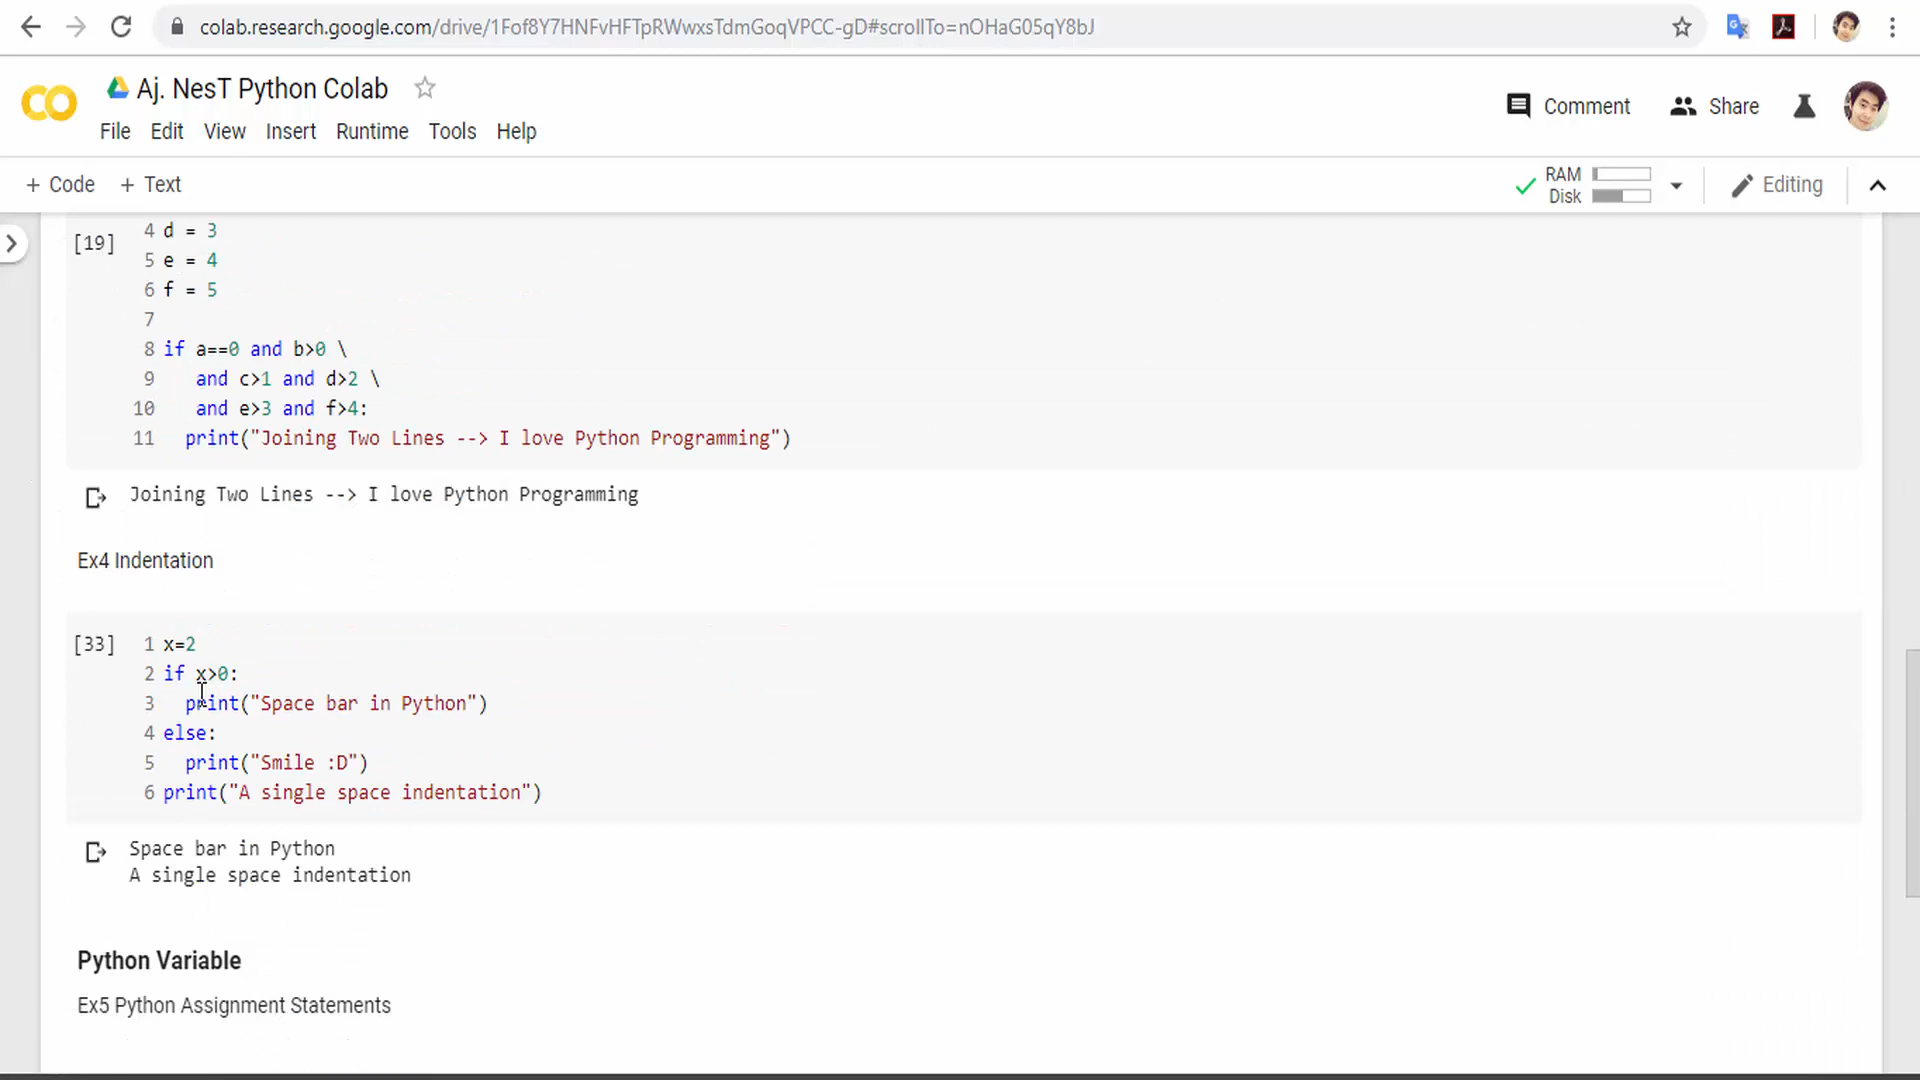 colab.research.google.com/drive/1Fof8Y7HNFvHFTpRWwxsTdmGoqVPCC-gD#scrollTo=nOHaG05qY8bJ
CO Aj. NesT Python Colab
File Edit View Insert Runtime Tools Help
Comment Share
+ Code + Text
RAM
Disk
Editing
[19]
4 d = 3
5 e = 4
6 f = 5
7
8 if a==0 and b>0 \
9    and c>1 and d>2 \
10    and e>3 and f>4:
11   print("Joining Two Lines --> I love Python Programming")
Joining Two Lines --> I love Python Programming
Ex4 Indentation
[33] 1 x=2
2 if x>0:
3   print("Space bar in Python")
4 else:
5   print("Smile :D")
6 print("A single space indentation")
Space bar in Python
A single space indentation
Python Variable
Ex5 Python Assignment Statements